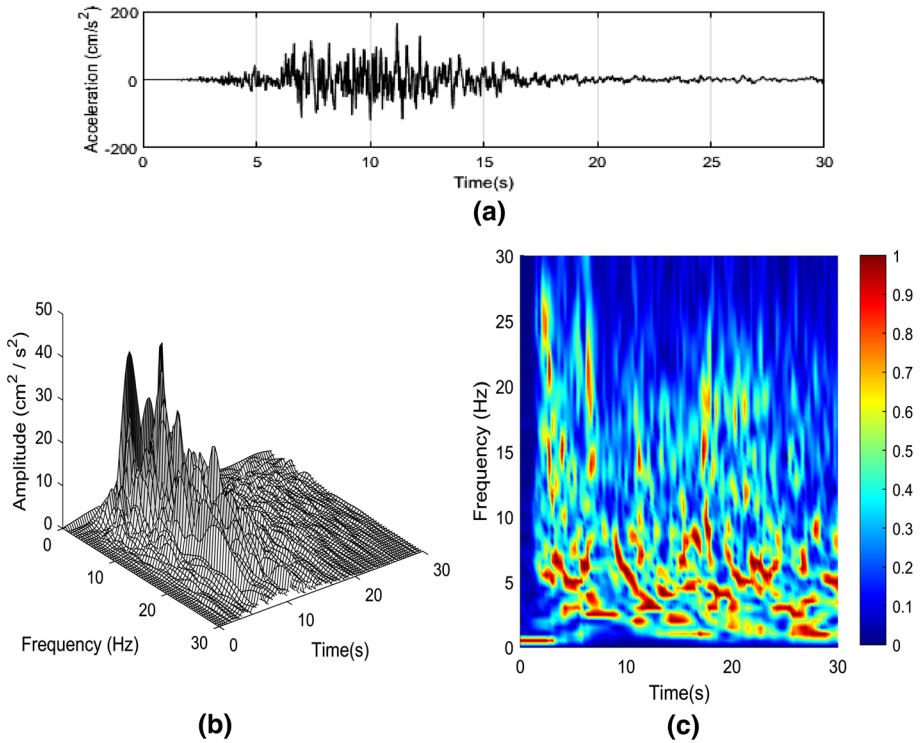 200
0
-200
Acceleration (cm/s²)
0 5 10 15 20 25 30
Time(s)
(a)
50
40
30
20
10
0
Amplitude (cm² / s²)
0
10
20
30
Frequency (Hz)
0
10
20
30
Time(s)
(b)
30
25
20
15
10
5
0
Frequency (Hz)
0 10 20 30
Time(s)
1
0.9
0.8
0.7
0.6
0.5
0.4
0.3
0.2
0.1
0
(c)